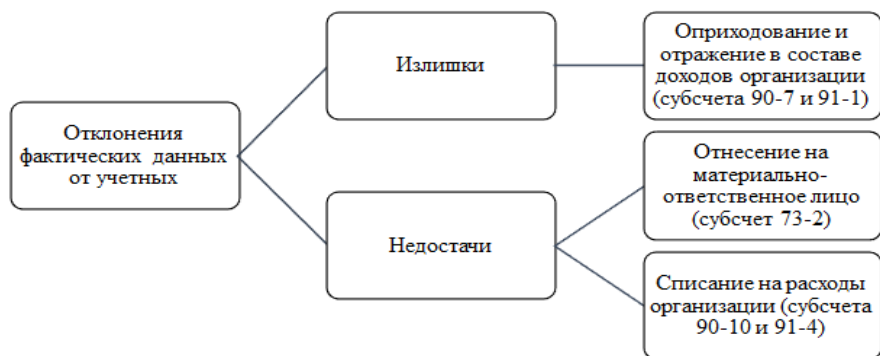 Отклонения
фактических данных
от учетных
Излишки
Оприходование и
отражение в составе
доходов организации
(субсчета 90-7 и 91-1)
Недостачи
Отнесение на
материально-
ответственное лицо
(субсчет 73-2)
Списание на расходы
организации (субсчета
90-10 и 91-4)